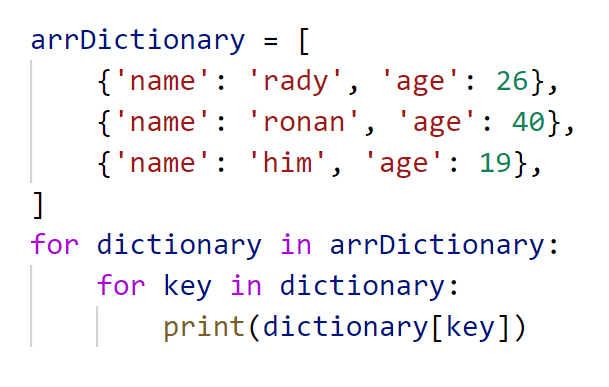 arrDictionary = [
    {'name': 'rady', 'age': 26},
    {'name': 'ronan', 'age': 40},
    {'name': 'him', 'age': 19},
]
for dictionary in arrDictionary:
    for key in dictionary:
        print(dictionary[key])